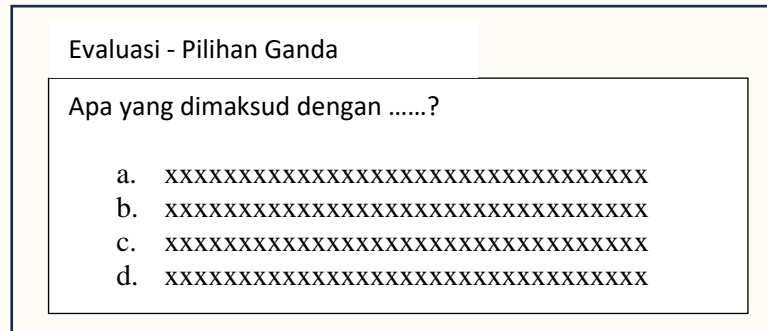 Evaluasi - Pilihan Ganda
Apa yang dimaksud dengan ……?
a. xxxxxxxxxxxxxxxxxxxxxxxxxxxxxxxxx
b. xxxxxxxxxxxxxxxxxxxxxxxxxxxxxxxxx
c. xxxxxxxxxxxxxxxxxxxxxxxxxxxxxxxxx
d. xxxxxxxxxxxxxxxxxxxxxxxxxxxxxxxxx